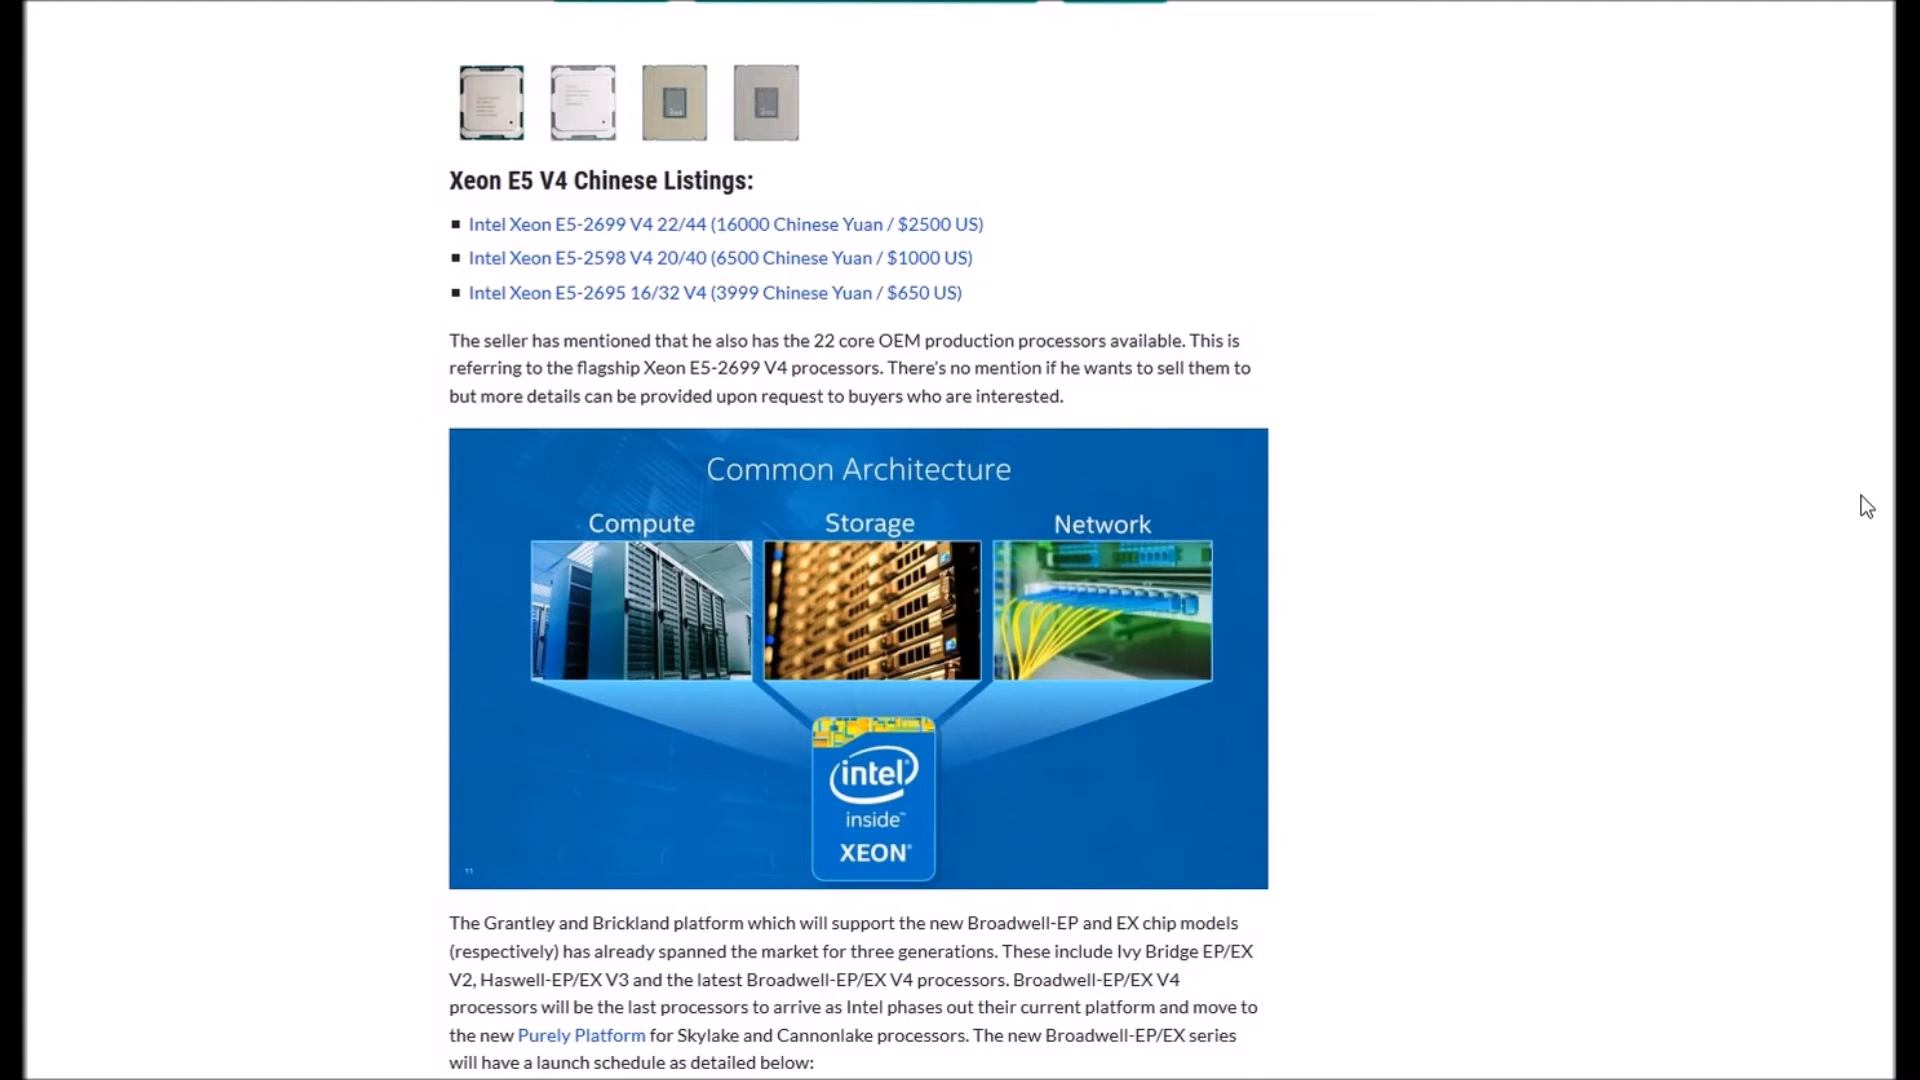 Xeon E5 V4 Chinese Listings:
Intel Xeon E5-2699 V4 22/44 (16000 Chinese Yuan / $2500 US)
Intel Xeon E5-2598 V4 20/40 (6500 Chinese Yuan / $1000 US)
Intel Xeon E5-2695 16/32 V4 (3999 Chinese Yuan / $650 US)
The seller has mentioned that he also has the 22 core OEM production processors available. This is
referring to the flagship Xeon E5-2699 V4 processors. There's no mention if he wants to sell them to
but more details can be provided upon request to buyers who are interested.
Common Architecture
Compute
Storage
Network
intel
inside™
XEON®
11
The Grantley and Brickland platform which will support the new Broadwell-EP and EX chip models
(respectively) has already spanned the market for three generations. These include Ivy Bridge EP/EX
V2, Haswell-EP/EX V3 and the latest Broadwell-EP/EX V4 processors. Broadwell-EP/EX V4
processors will be the last processors to arrive as Intel phases out their current platform and move to
the new Purely Platform for Skylake and Cannonlake processors. The new Broadwell-EP/EX series
will have a launch schedule as detailed below: